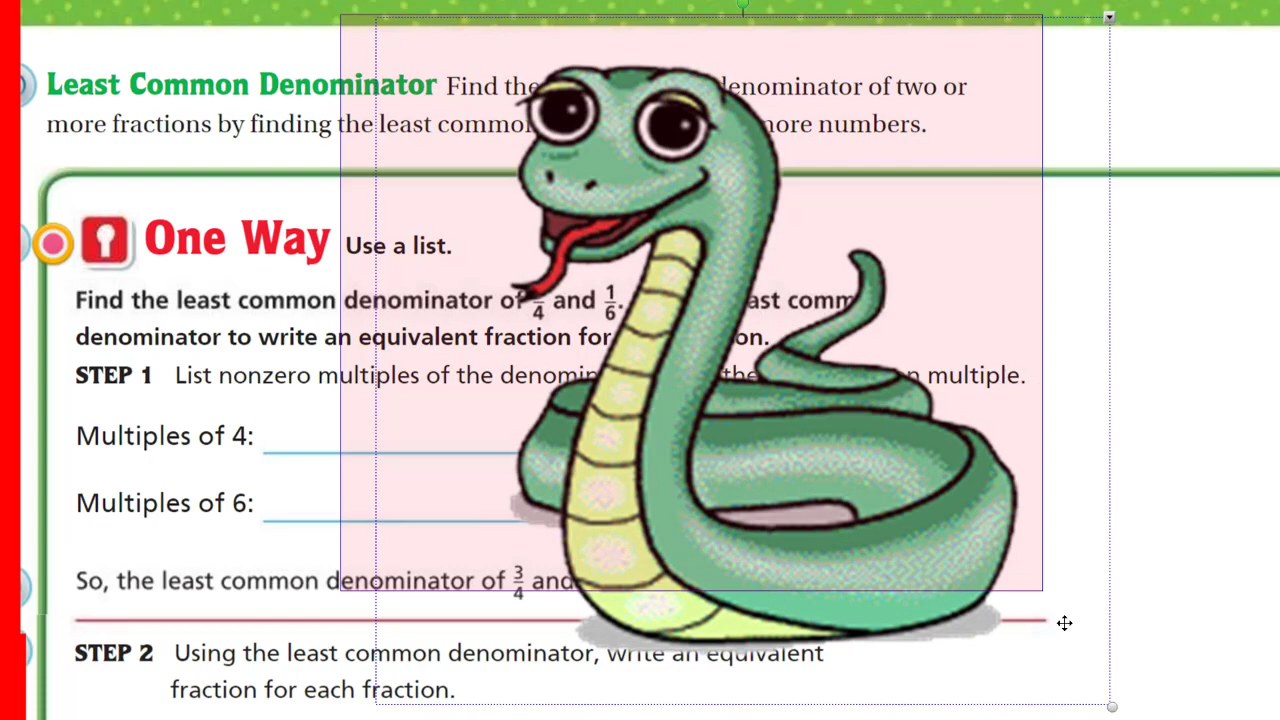 Least Common Denominator Find the denominator of two or
more fractions by finding the least common more numbers.
One Way Use a list.
Find the least common denominator of 4 and 1/6. comm
denominator to write an equivalent fraction for
STEP 1 List nonzero multiples of the the multiple.
Multiples of 4:
Multiples of 6:
So, the least common denominator of 3/4 and
STEP 2 Using the least common denominator, write an equivalent
fraction for each fraction.